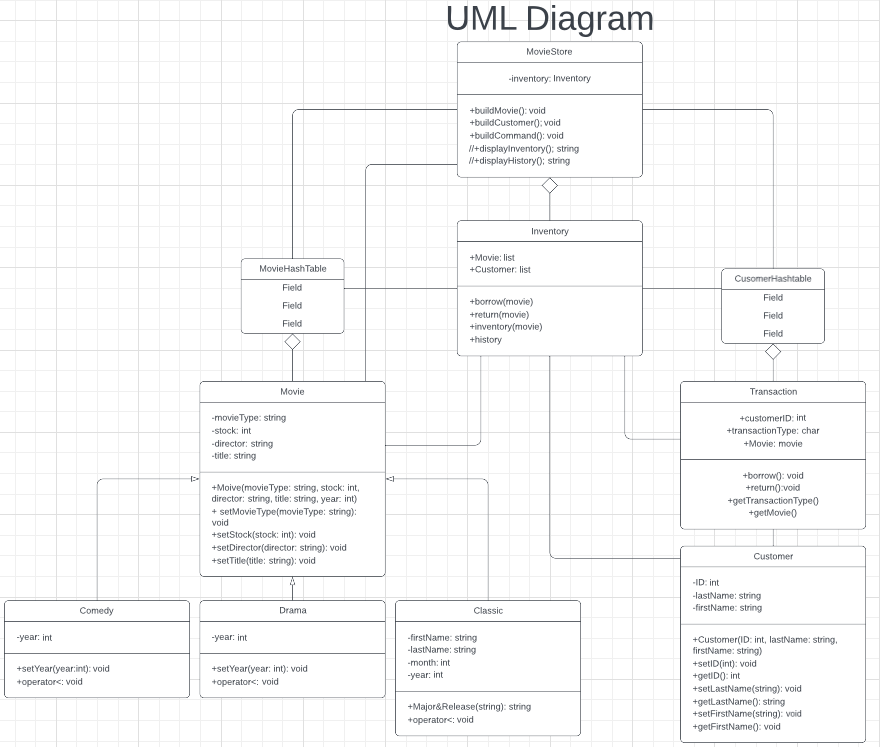 UML Diagram
MovieStore
-inventory: Inventory
+buildMovie(): void
+buildCustomer(): void
+buildCommand(): void
//+displayInventory(); string
//+displayHistory(); string
Inventory
+Movie: list
+Customer: list
+borrow(movie)
+return(movie)
+inventory(movie)
+history
MovieHashTable
Field
Field
Field
CusomerHashtable
Field
Field
Field
Movie
-movieType: string
-stock: int
-director: string
-title: string
+Moive(movieType: string, stock: int,
director: string, title: string, year: int)
+ setMovieType(movieType: string):
void
+setStock(stock: int): void
+setDirector(director: string): void
+setTitle(title: string): void
Transaction
+customerID: int
+transactionType: char
+Movie: movie
+borrow(): void
+return():void
+getTransactionType()
+getMovie()
Customer
-ID: int
-lastName: string
-firstName: string
+Customer(ID: int, lastName: string,
firstName: string)
+setID(int): void
+getID(): int
+setLastName(string): void
+getLastName(): string
+setFirstName(string): void
+getFirstName(): void
Comedy
-year: int
+setYear(year:int): void
+operator<: void
Drama
-year: int
+setYear(year: int): void
+operator<: void
Classic
-firstName: string
-lastName: string
-month: int
-year: int
+Major&Release(string): string
+operator<: void